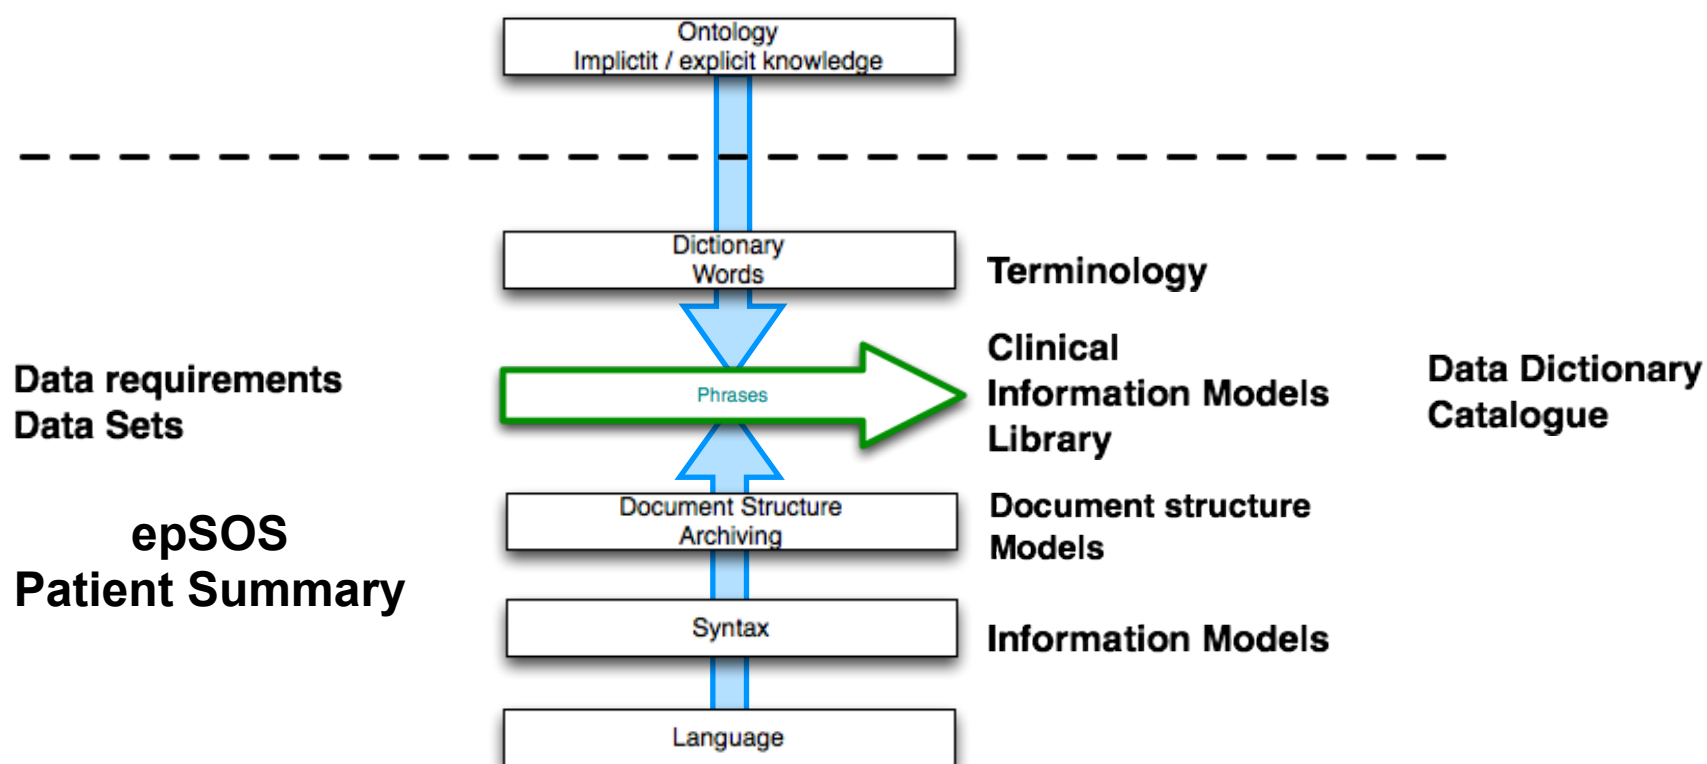 Ontology
Implictit / explicit knowledge
Dictionary
Words
Terminology
Data requirements
Data Sets
Phrases
Clinical
Information Models
Library
Data Dictionary
Catalogue
epSOS
Patient Summary
Document Structure
Archiving
Document structure
Models
Syntax
Information Models
Language